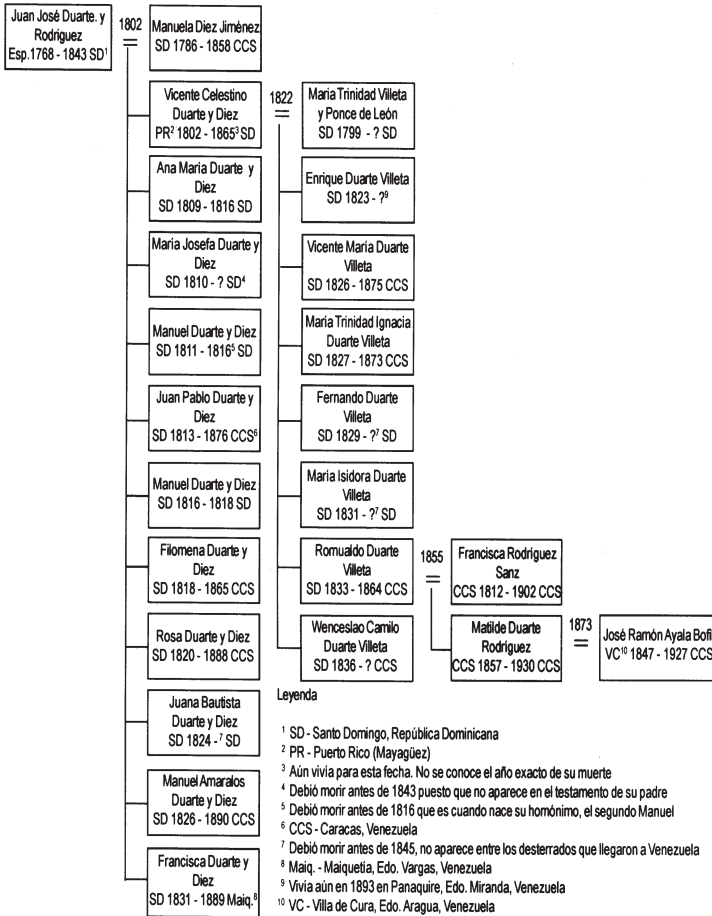 Juan José Duarte. y
Rodriguez
Esp.1768 - 1843 SD¹
1802
=
Manuela Diez Jiménez
SD 1786 - 1858 CCS
Vicente Celestino
Duarte y Diez
PR² 1802 - 1865³ SD
1822
=
Maria Trinidad Villeta
y Ponce de León
SD 1799 - ? SD
Ana Maria Duarte y
Diez
SD 1809 - 1816 SD
Enrique Duarte Villeta
SD 1823 - ?⁹
Maria Josefa Duarte y
Diez
SD 1810 - ? SD⁴
Vicente María Duarte
Villeta
SD 1826 - 1875 CCS
Manuel Duarte y Diez
SD 1811 - 1816⁵ SD
Maria Trinidad Ignacia
Duarte Villeta
SD 1827 - 1873 CCS
Juan Pablo Duarte y
Diez
SD 1813 - 1876 CCS⁶
Fernando Duarte
Villeta
SD 1829 - ?⁷ SD
Manuel Duarte y Diez
SD 1816 - 1818 SD
Maria Isidora Duarte
Villeta
SD 1831 - ?⁷ SD
Filomena Duarte y
Diez
SD 1818 - 1865 CCS
Romualdo Duarte
Villeta
SD 1833 - 1864 CCS
1855
=
Francisca Rodríguez
Sanz
CCS 1812 - 1902 CCS
Rosa Duarte y Diez
SD 1820 - 1888 CCS
Wenceslao Camilo
Duarte Villeta
SD 1836 - ? CCS
Matilde Duarte
Rodríguez
CCS 1857 - 1930 CCS
1873
=
José Ramón Ayala Bofil
VC¹⁰ 1847 - 1927 CCS
Juana Bautista
Duarte y Diez
SD 1824 - ⁷ SD
Manuel Amaralos
Duarte y Diez
SD 1826 - 1890 CCS
Francisca Duarte y
Diez
SD 1831 - 1889 Maiq.⁸
Leyenda
¹ SD - Santo Domingo, República Dominicana
² PR - Puerto Rico (Mayagüez)
³ Aún vivía para esta fecha. No se conoce el año exacto de su muerte
⁴ Debió morir antes de 1843 puesto que no aparece en el testamento de su padre
⁵ Debió morir antes de 1816 que es cuando nace su homónimo, el segundo Manuel
⁶ CCS - Caracas, Venezuela
⁷ Debió morir antes de 1845, no aparece entre los desterrados que llegaron a Venezuela
⁸ Maiq. - Maiquetía, Edo. Vargas, Venezuela
⁹ Vivía aún en 1893 en Panaquire, Edo. Miranda, Venezuela
¹⁰ VC - Villa de Cura, Edo. Aragua, Venezuela